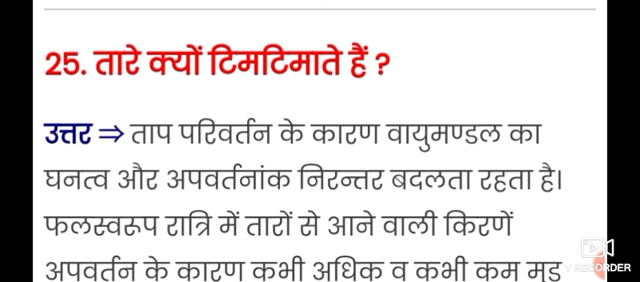 25. तारे क्यों टिमटिमाते हैं ?
उत्तर ⇒ ताप परिवर्तन के कारण वायुमण्डल का
घनत्व और अपवर्तनांक निरन्तर बदलता रहता है।
फलस्वरूप रात्रि में तारों से आने वाली किरणें
अपवर्तन के कारण कभी अधिक व कभी कम मुड़
V RECORDER